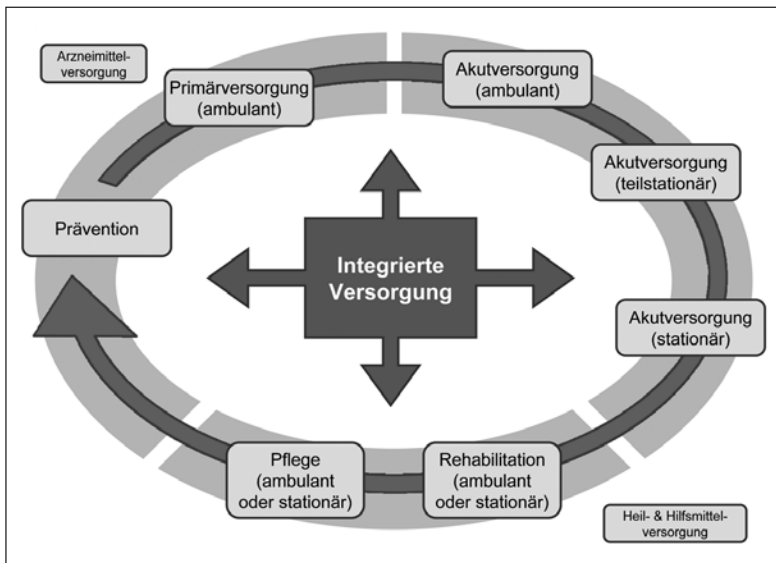 Arzneimittel-
versorgung
Primärversorgung
(ambulant)
Akutversorgung
(ambulant)
Akutversorgung
(teilstationär)
Prävention
Integrierte
Versorgung
Akutversorgung
(stationär)
Pflege
(ambulant
oder stationär)
Rehabilitation
(ambulant
oder stationär)
Heil- & Hilfsmittel-
versorgung